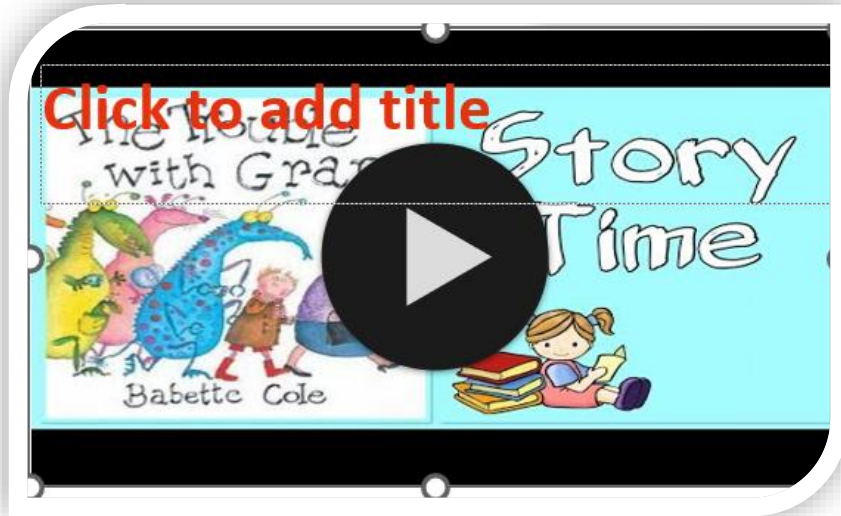 Click to add title
The Trouble
with Gran
Story
Time
Babette Cole